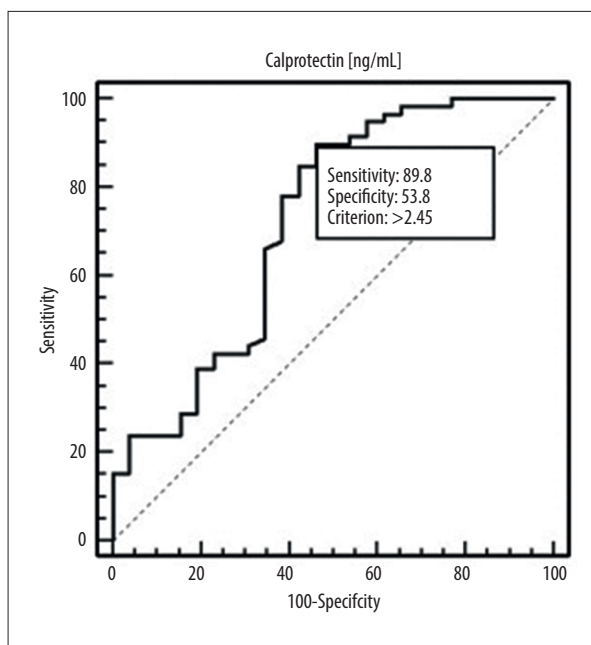 Calprotectin [ng/mL]
100
80
60
40
20
0
Sensitivity
Sensitivity: 89.8
Specificity: 53.8
Criterion: >2.45
0 20 40 60 80 100
100-Specifcity